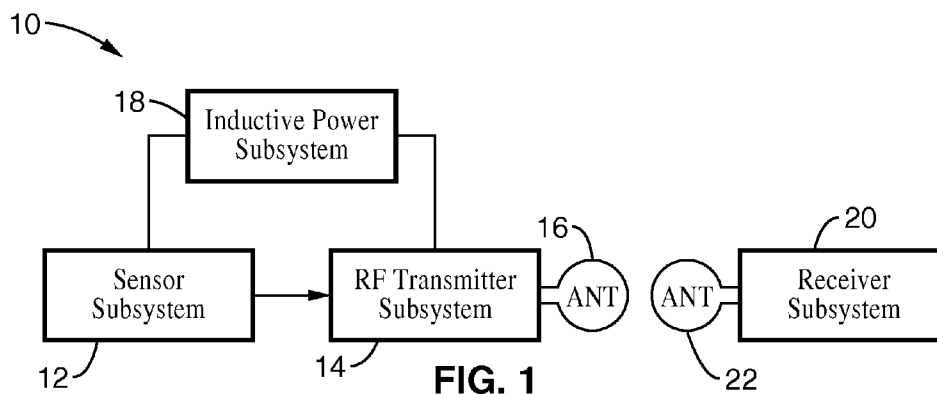 10
18
Inductive Power
Subsystem
16
20
Sensor
Subsystem
RF Transmitter
Subsystem
ANT
ANT
Receiver
Subsystem
12
14
22
FIG. 1